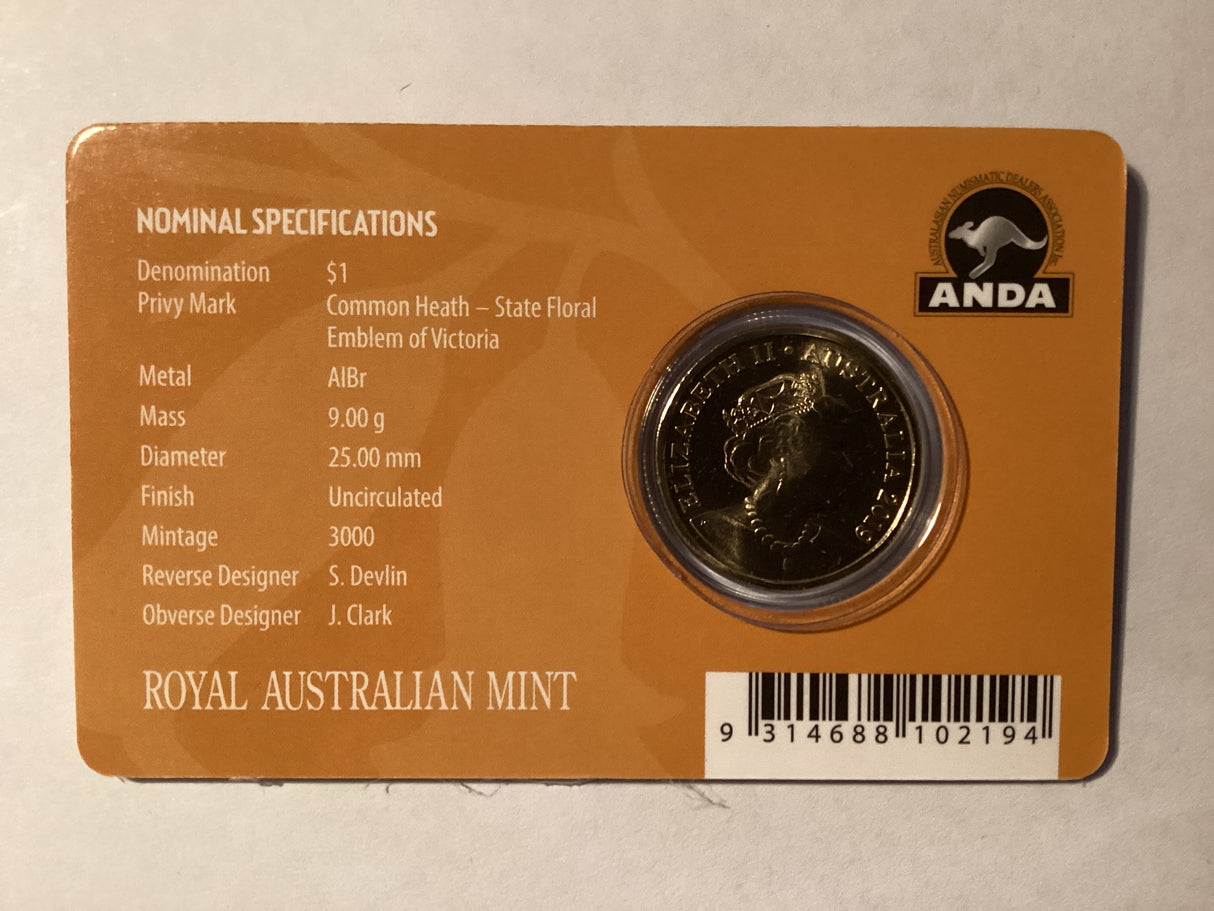 NOMINAL SPECIFICATIONS
Denomination $1
Privy Mark Common Heath – State Floral
Emblem of Victoria
Metal AlBr
Mass 9.00 g
Diameter 25.00 mm
Finish Uncirculated
Mintage 3000
Reverse Designer S. Devlin
Obverse Designer J. Clark
ROYAL AUSTRALIAN MINT
AUSTRALASIAN NUMISMATIC DEALERS ASSOCIATION Inc
ANDA
ELIZABETH II • AUSTRALIA 2019
9 314688 102194